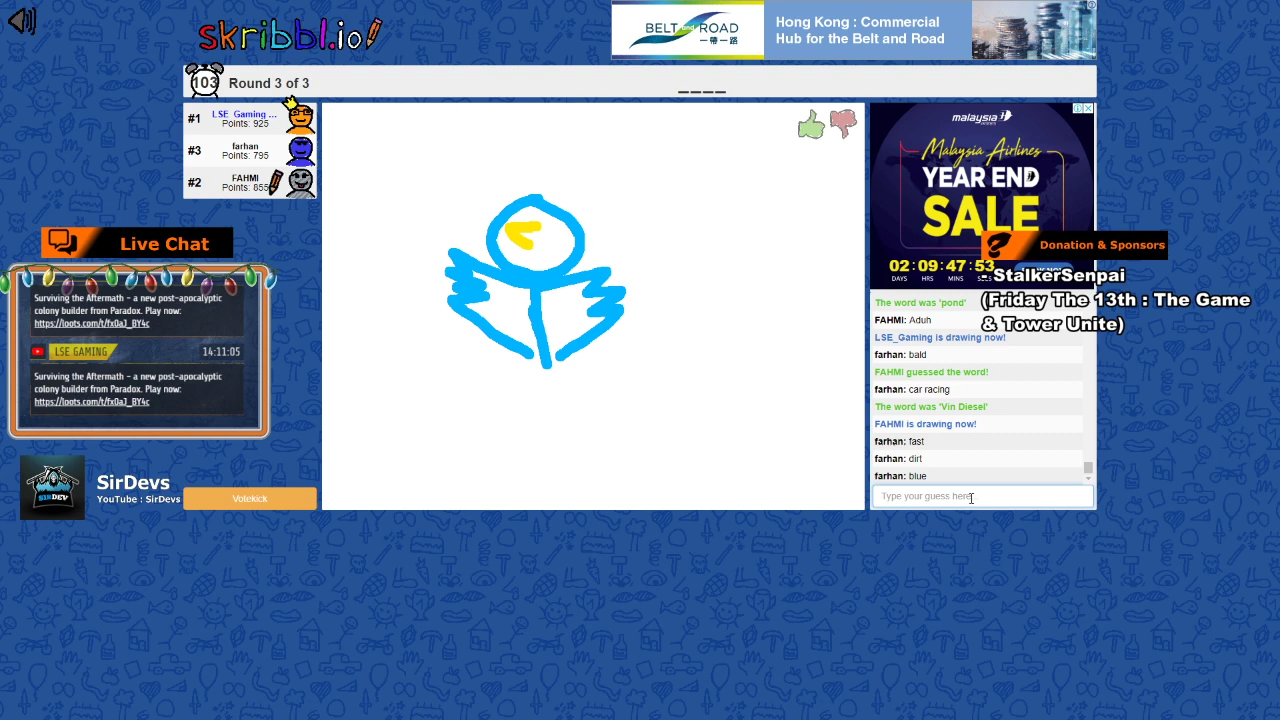 skribbl.io
BELT and ROAD
一帶一路
Hong Kong : Commercial
Hub for the Belt and Road
103
Round 3 of 3
____
#1
LSE_Gaming ...
Points: 925
#3
farhan
Points: 795
#2
FAHMI
Points: 855
malaysia
Malaysia Airlines
YEAR END
SALE
02:09:47:53
DAYS
HRS
MINS
Donation & Sponsors
- StalkerSenpai
(Friday The 13th : The Game
& Tower Unite)
Live Chat
Surviving the Aftermath - a new post-apocalyptic
colony builder from Paradox. Play now:
https://loots.com/t/fx0aJ_BY4c
LSE GAMING
14:11:05
Surviving the Aftermath - a new post-apocalyptic
colony builder from Paradox. Play now:
https://loots.com/t/fx0aJ_BY4c
The word was 'pond'
FAHMI: Aduh
LSE_Gaming is drawing now!
farhan: bald
FAHMI guessed the word!
farhan: car racing
The word was 'Vin Diesel'
FAHMI is drawing now!
farhan: fast
farhan: dirt
farhan: blue
Type your guess here
SIRDEV
SirDevs
YouTube : SirDevs
Votekick